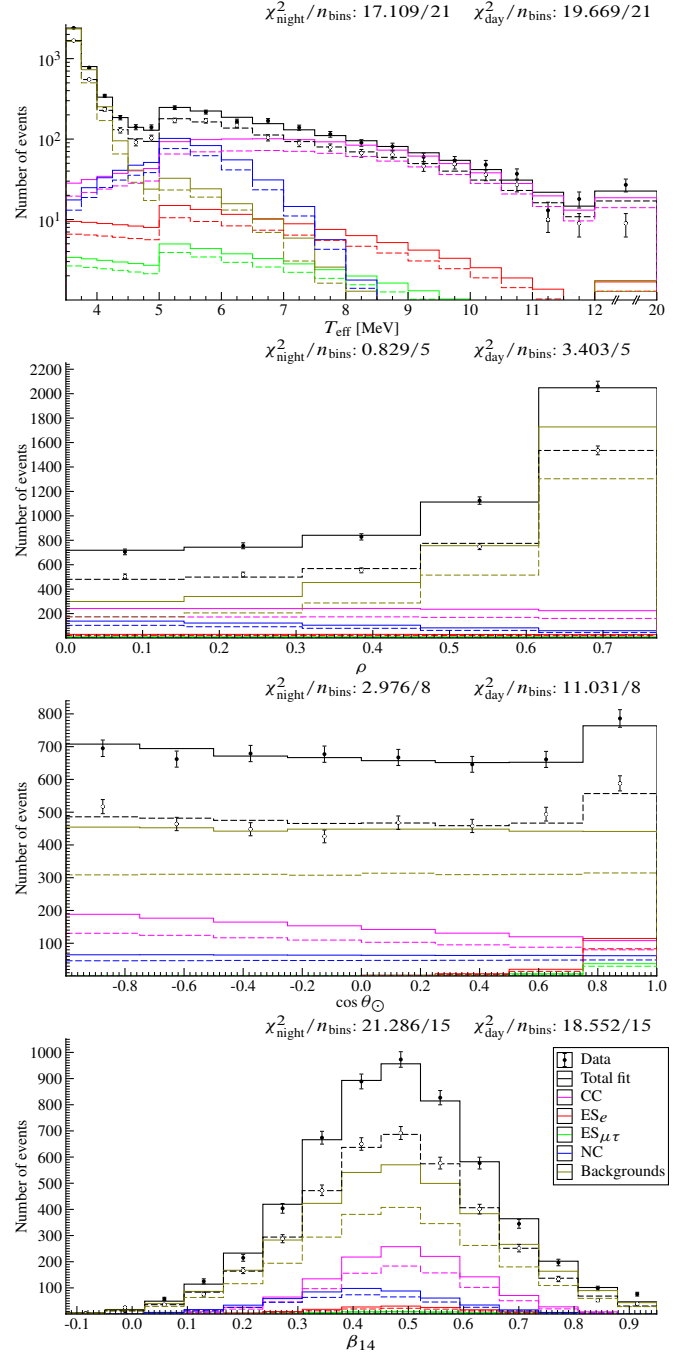 χ²night/nbins: 17.109/21 χ²day/nbins: 19.669/21
10³
10²
10¹
Number of events
4 5 6 7 8 9 10 11 12 20
Teff [MeV]
χ²night/nbins: 0.829/5 χ²day/nbins: 3.403/5
2200
2000
1800
1600
1400
1200
1000
800
600
400
200
Number of events
0.0 0.1 0.2 0.3 0.4 0.5 0.6 0.7
ρ
χ²night/nbins: 2.976/8 χ²day/nbins: 11.031/8
800
700
600
500
400
300
200
100
Number of events
-0.8 -0.6 -0.4 -0.2 0.0 0.2 0.4 0.6 0.8 1.0
cos θ⊙
χ²night/nbins: 21.286/15 χ²day/nbins: 18.552/15
1000
900
800
700
600
500
400
300
200
100
Number of events
Data
Total fit
CC
ESe
ESμτ
NC
Backgrounds
-0.1 0.0 0.1 0.2 0.3 0.4 0.5 0.6 0.7 0.8 0.9
β14